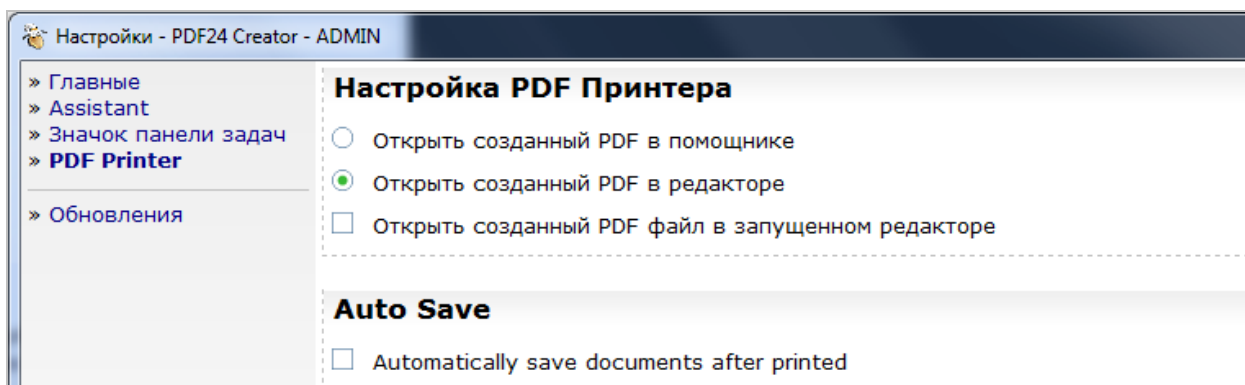 Настройки - PDF24 Creator - ADMIN
» Главные
» Assistant
» Значок панели задач
» PDF Printer
» Обновления
Настройка PDF Принтера
Открыть созданный PDF в помощнике
Открыть созданный PDF в редакторе
Открыть созданный PDF файл в запущенном редакторе
Auto Save
Automatically save documents after printed